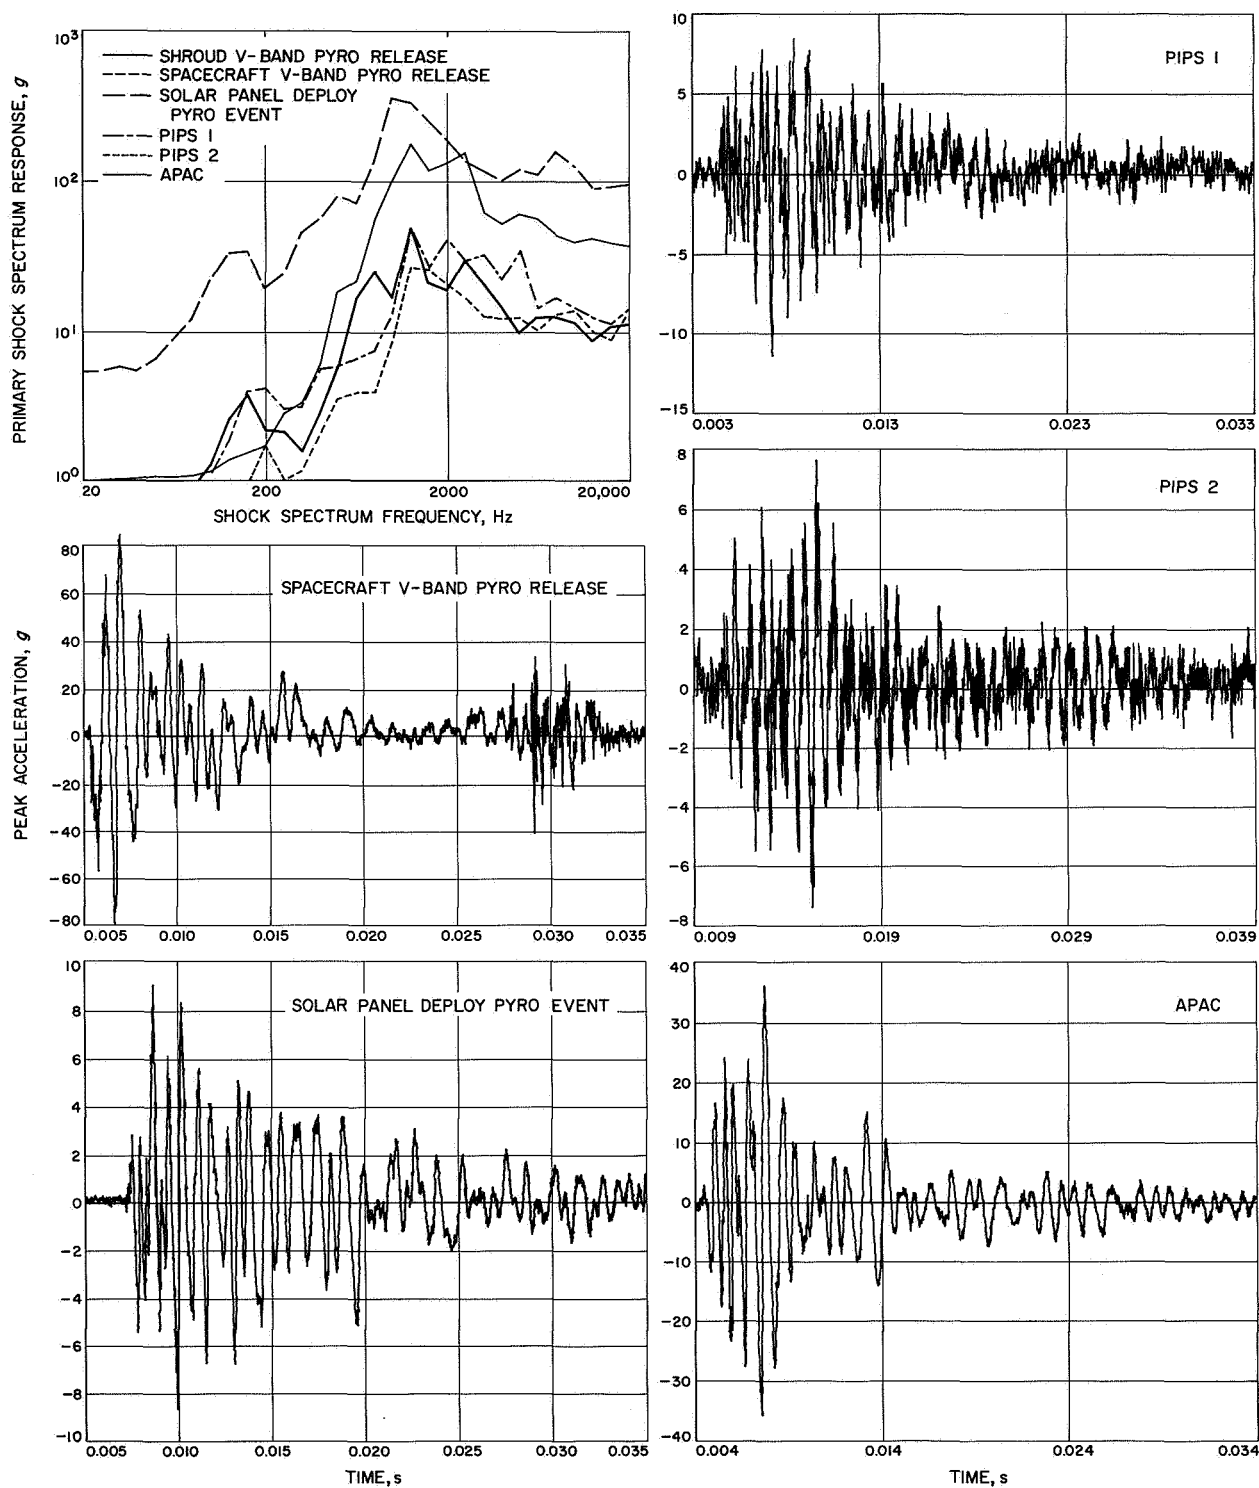 10³
10²
10¹
10⁰
PRIMARY SHOCK SPECTRUM RESPONSE, g
SHROUD V-BAND PYRO RELEASE
SPACECRAFT V-BAND PYRO RELEASE
SOLAR PANEL DEPLOY
PYRO EVENT
PIPS 1
PIPS 2
APAC
20 200 2000 20,000
SHOCK SPECTRUM FREQUENCY, Hz
PIPS 1
10
5
0
-5
-10
-15
0.003 0.013 0.023 0.033
PEAK ACCELERATION, g
SPACECRAFT V-BAND PYRO RELEASE
80
60
40
20
0
-20
-40
-60
-80
0.005 0.010 0.015 0.020 0.025 0.030 0.035
PIPS 2
8
6
4
2
0
-2
-4
-6
-8
0.009 0.019 0.029 0.039
SOLAR PANEL DEPLOY PYRO EVENT
10
8
6
4
2
0
-2
-4
-6
-8
-10
0.005 0.010 0.015 0.020 0.025 0.030 0.035
TIME, s
APAC
40
30
20
10
0
-10
-20
-30
-40
0.004 0.014 0.024 0.034
TIME, s